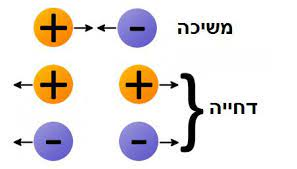 + - משיכה
+ +
דחייה
- -